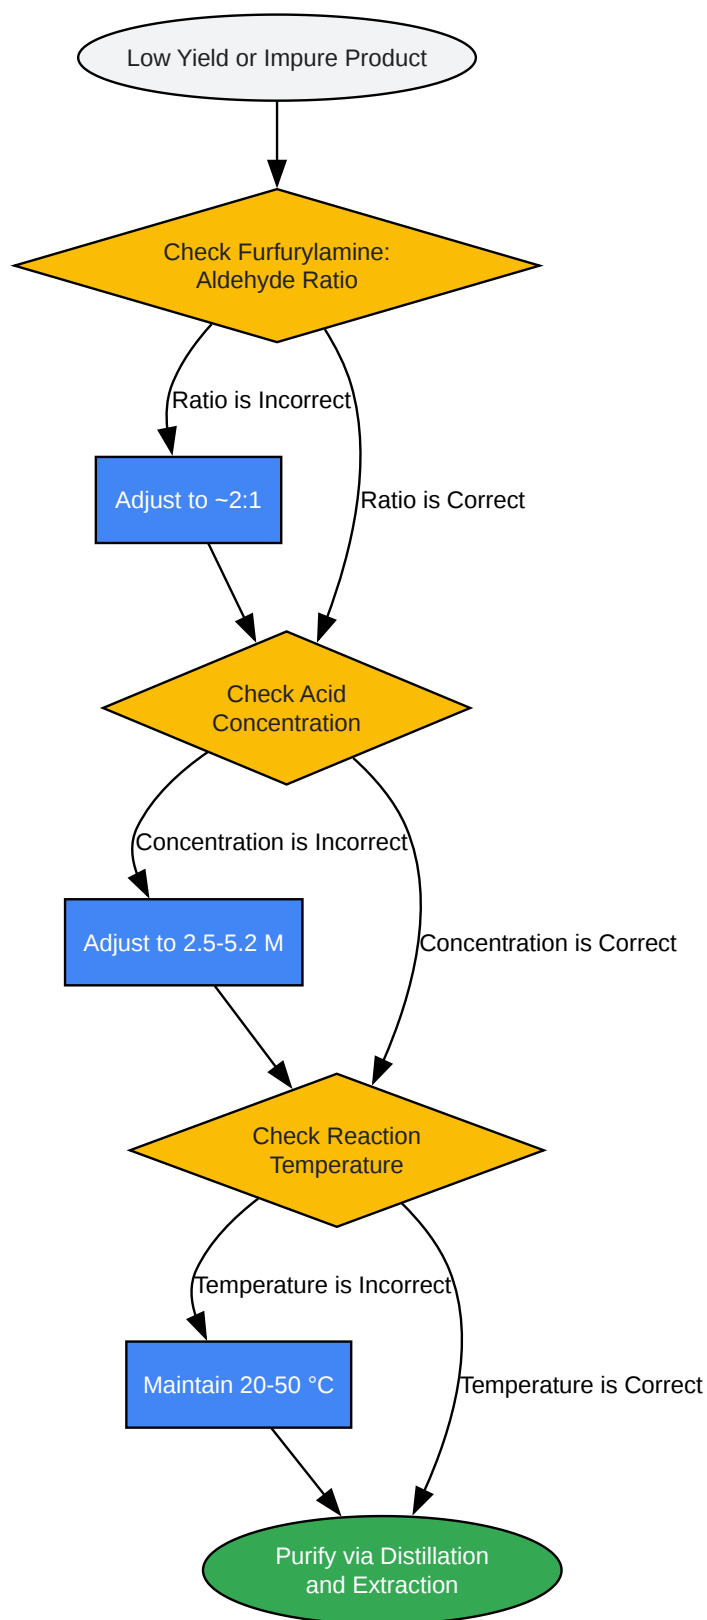 Low Yield or Impure Product
Check Furfurylamine:
Aldehyde Ratio
Ratio is Incorrect
Adjust to ~2:1
Ratio is Correct
Check Acid
Concentration
Concentration is Incorrect
Adjust to 2.5-5.2 M
Concentration is Correct
Check Reaction
Temperature
Temperature is Incorrect
Maintain 20-50 °C
Temperature is Correct
Purify via Distillation
and Extraction